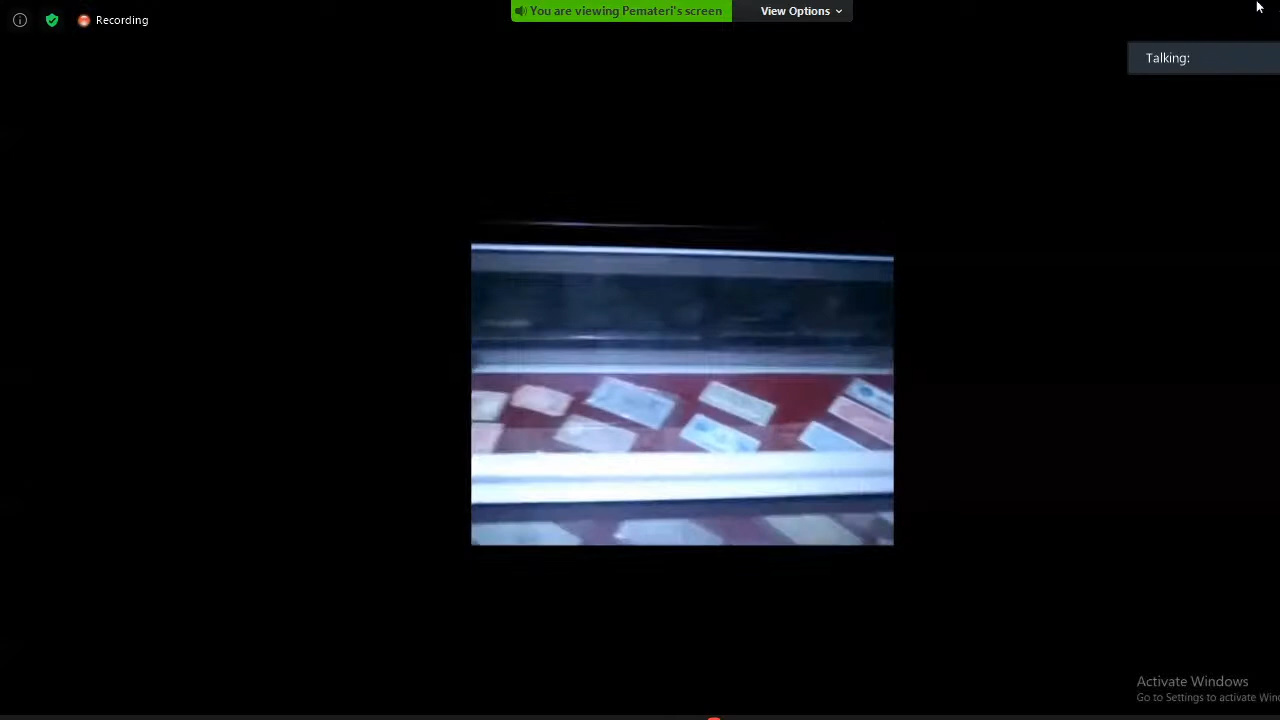 Recording
You are viewing Pemateri's screen
View Options
Talking:
Activate Windows
Go to Settings to activate Win